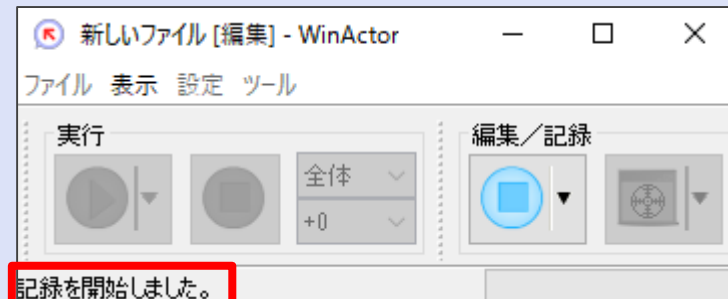 新しいファイル [編集] - WinActor
ファイル 表示 設定 ツール
実行
編集／記録
全体
+0
記録を開始しました。